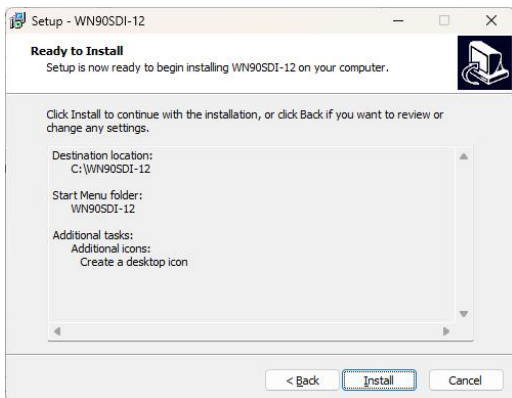 Setup - WN90SDI-12
Ready to Install
Setup is now ready to begin installing WN90SDI-12 on your computer.
Click Install to continue with the installation, or click Back if you want to review or
change any settings.
Destination location:
C:\WN90SDI-12
Start Menu folder:
WN90SDI-12
Additional tasks:
Additional icons:
Create a desktop icon
< Back
Install
Cancel